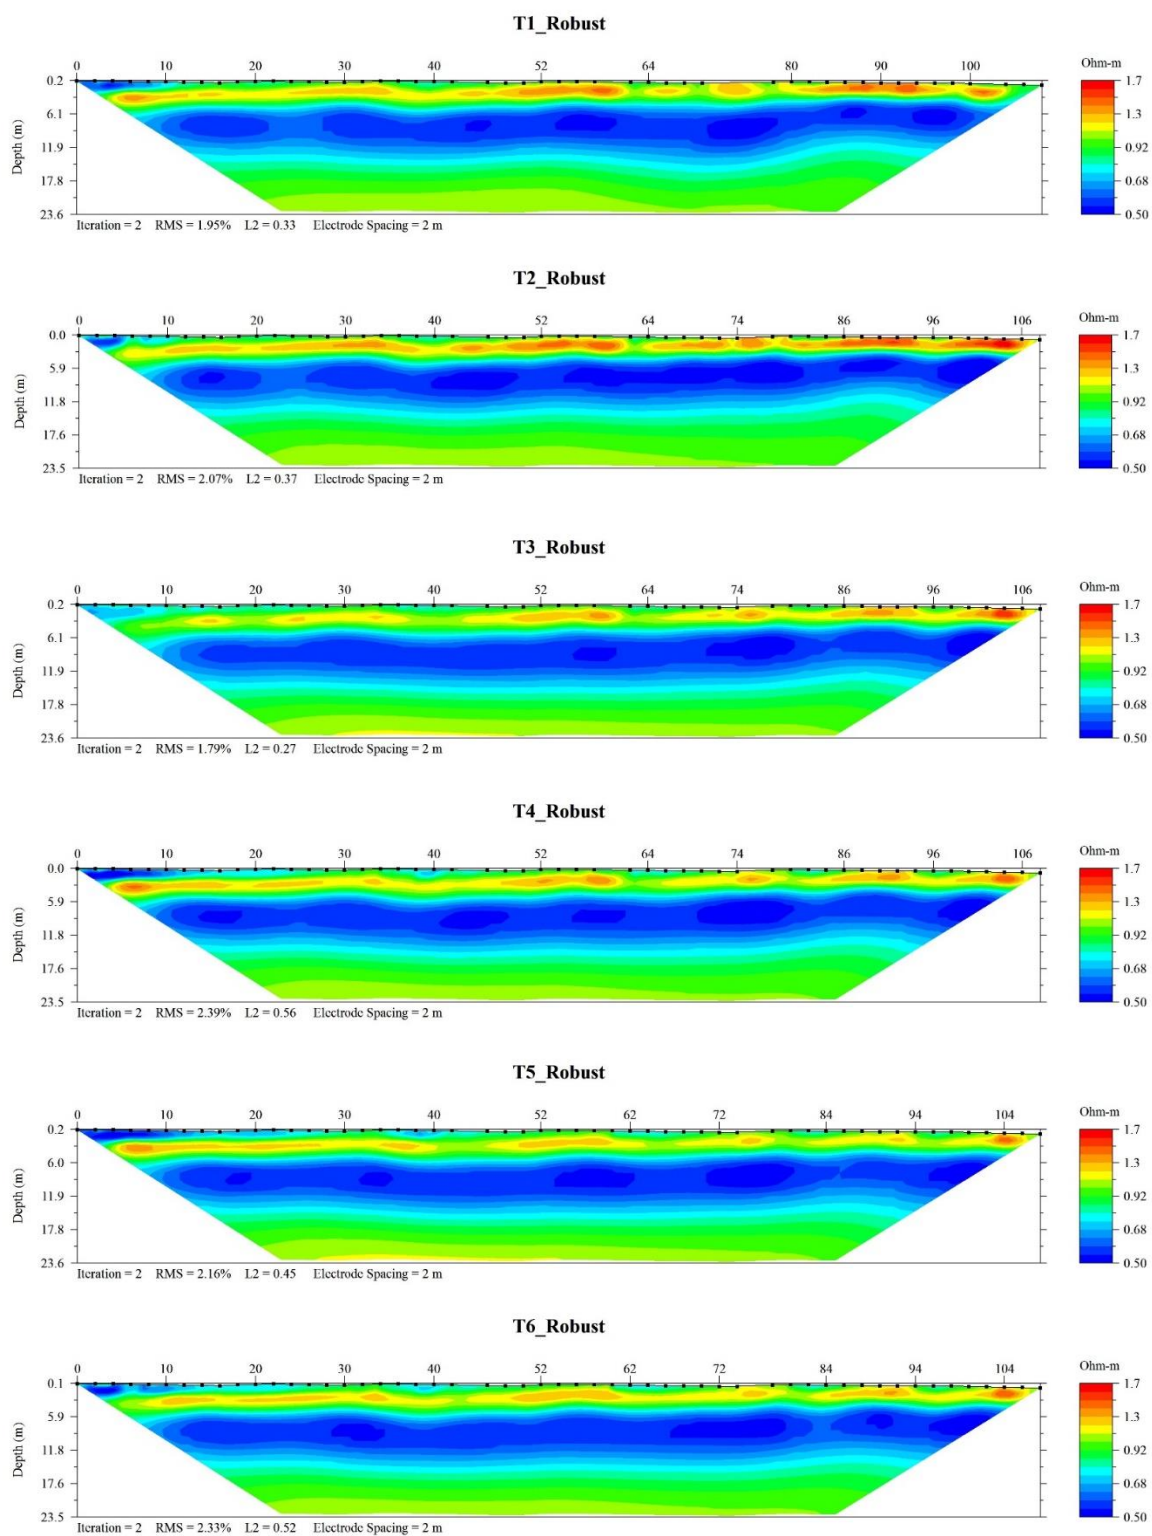 T1_Robust
0 10 20 30 40 52 64 80 90 100
Ohm-m
0.2
6.1
11.9
17.8
23.6
Depth (m)
1.7
1.3
0.92
0.68
0.50
Iteration = 2 RMS = 1.95% L2 = 0.33 Electrode Spacing = 2 m
T2_Robust
0 10 20 30 40 52 64 74 86 96 106
Ohm-m
0.0
5.9
11.8
17.6
23.5
Depth (m)
1.7
1.3
0.92
0.68
0.50
Iteration = 2 RMS = 2.07% L2 = 0.37 Electrode Spacing = 2 m
T3_Robust
0 10 20 30 40 52 64 74 86 96 106
Ohm-m
0.2
6.1
11.9
17.8
23.6
Depth (m)
1.7
1.3
0.92
0.68
0.50
Iteration = 2 RMS = 1.79% L2 = 0.27 Electrode Spacing = 2 m
T4_Robust
0 10 20 30 40 52 64 74 86 96 106
Ohm-m
0.0
5.9
11.8
17.6
23.5
Depth (m)
1.7
1.3
0.92
0.68
0.50
Iteration = 2 RMS = 2.39% L2 = 0.56 Electrode Spacing = 2 m
T5_Robust
0 10 20 30 40 52 62 72 84 94 104
Ohm-m
0.2
6.0
11.9
17.8
23.6
Depth (m)
1.7
1.3
0.92
0.68
0.50
Iteration = 2 RMS = 2.16% L2 = 0.45 Electrode Spacing = 2 m
T6_Robust
0 10 20 30 40 52 62 72 84 94 104
Ohm-m
0.1
5.9
11.8
17.6
23.5
Depth (m)
1.7
1.3
0.92
0.68
0.50
Iteration = 2 RMS = 2.33% L2 = 0.52 Electrode Spacing = 2 m